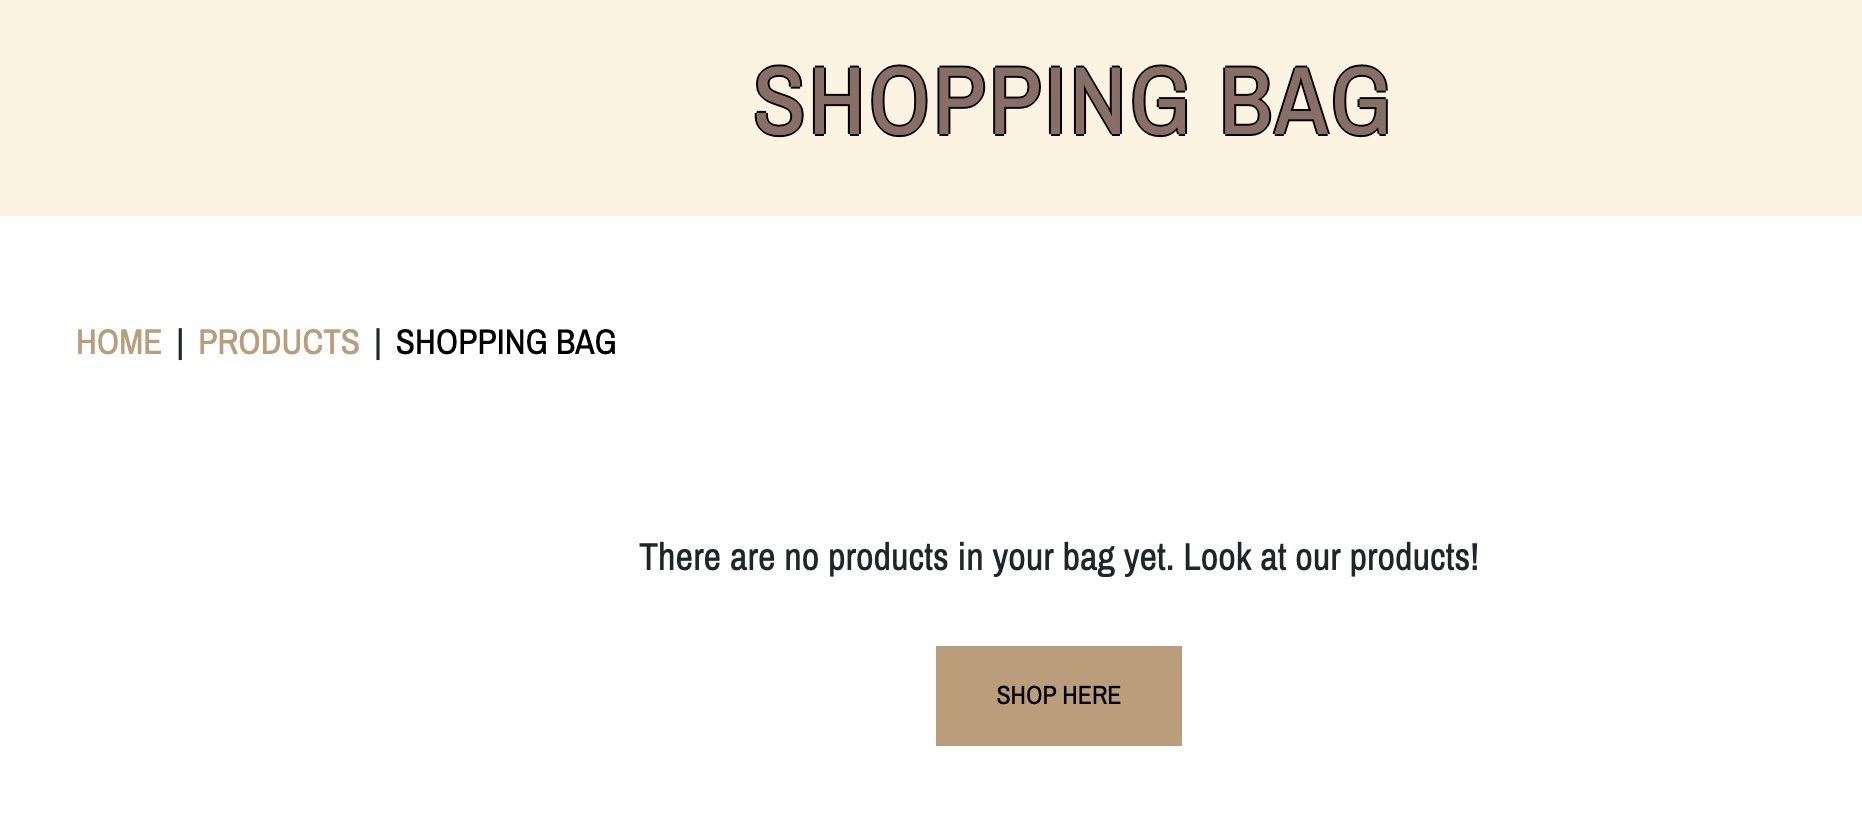 SHOPPING BAG
HOME | PRODUCTS | SHOPPING BAG
There are no products in your bag yet. Look at our products!
SHOP HERE